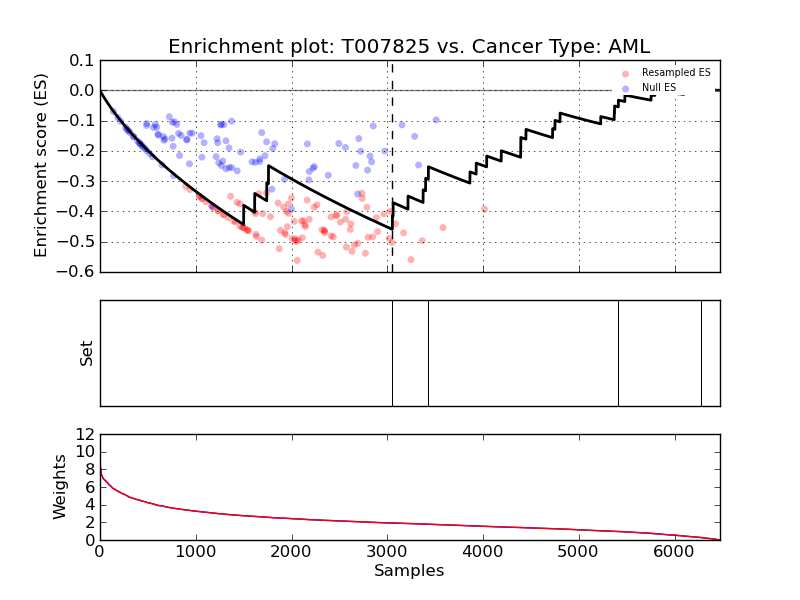 Enrichment plot: T007825 vs. Cancer Type: AML
Enrichment score (ES)
0.1
0.0
−0.1
−0.2
−0.3
−0.4
−0.5
−0.6
Resampled ES
Null ES
Set
Weights
12
10
8
6
4
2
0
0 1000 2000 3000 4000 5000 6000
Samples